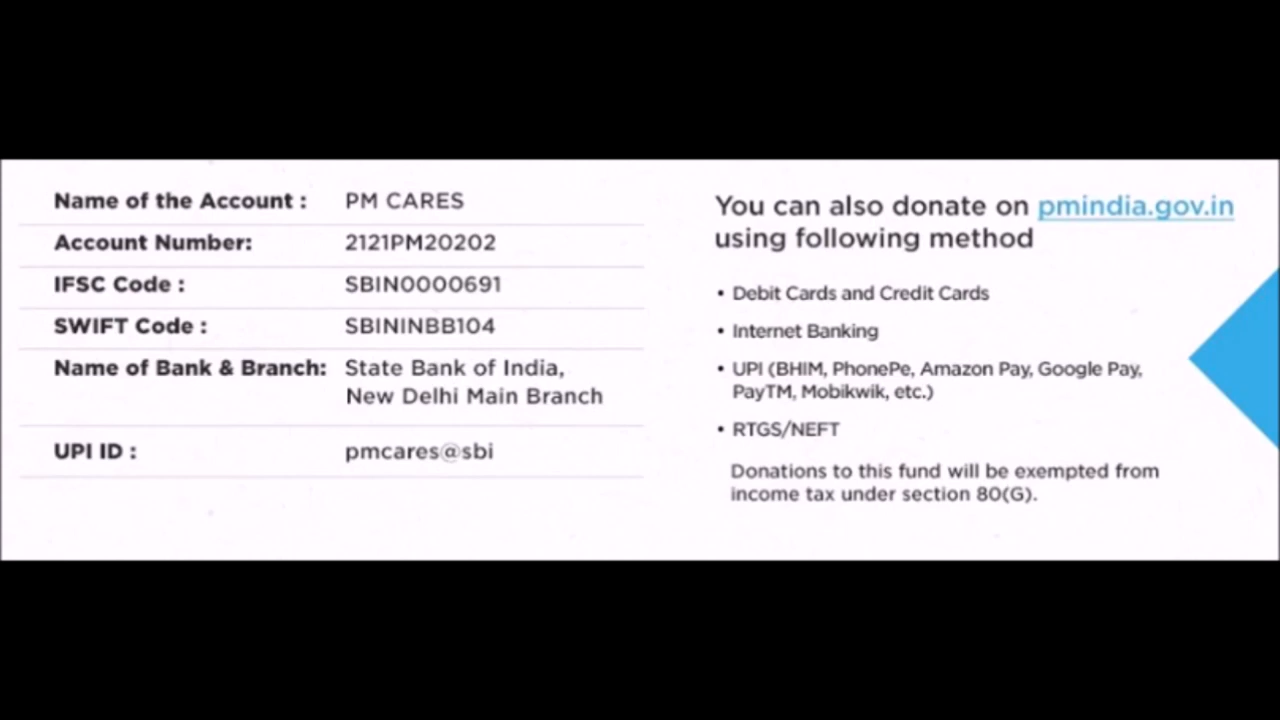 Name of the Account : PM CARES
Account Number: 2121PM20202
IFSC Code : SBIN0000691
SWIFT Code : SBININBB104
Name of Bank & Branch: State Bank of India,
New Delhi Main Branch
UPI ID : pmcares@sbi
You can also donate on pmindia.gov.in
using following method
• Debit Cards and Credit Cards
• Internet Banking
• UPI (BHIM, PhonePe, Amazon Pay, Google Pay,
PayTM, Mobikwik, etc.)
• RTGS/NEFT
Donations to this fund will be exempted from
income tax under section 80(G).